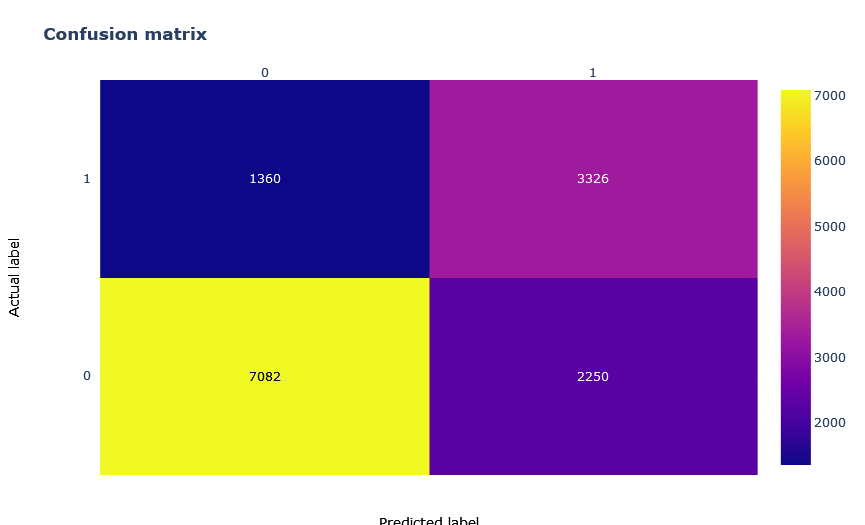 Confusion matrix
0 1
7000
1 1360 3326
6000
5000
Actual label
4000
3000
0 7082 2250
2000
Predicted label